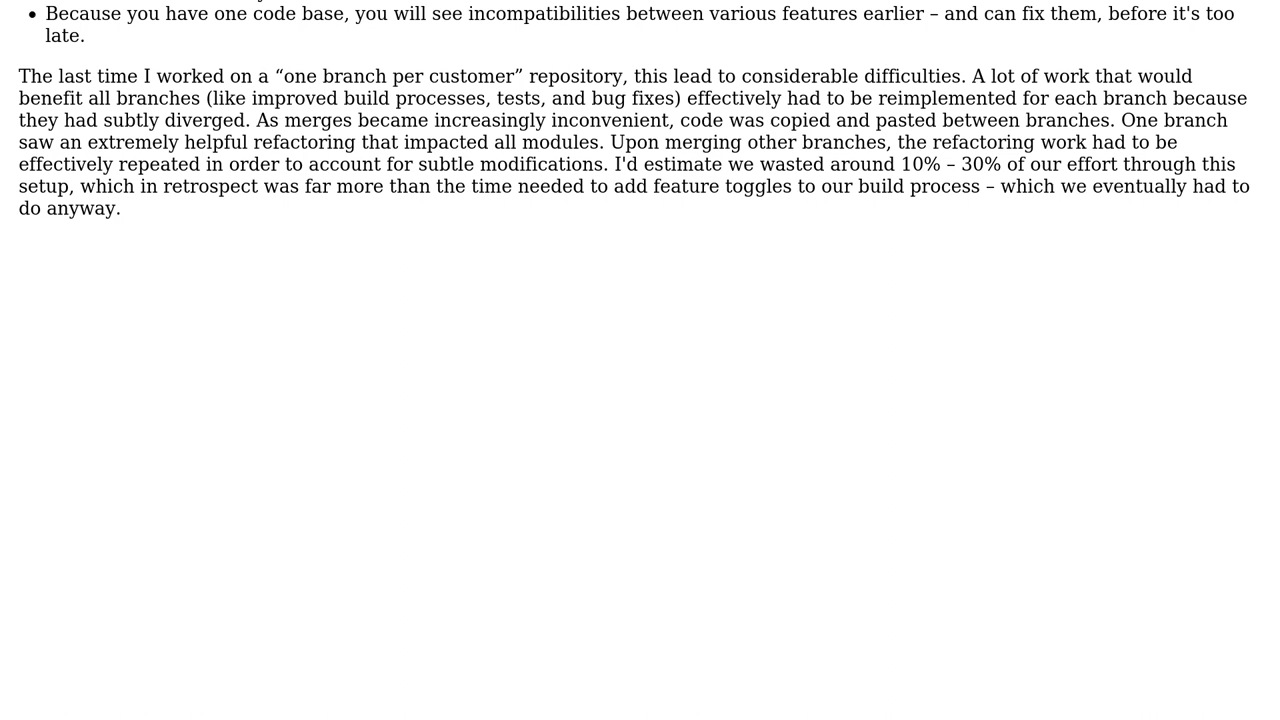 • Because you have one code base, you will see incompatibilities between various features earlier – and can fix them, before it's too
late.
The last time I worked on a “one branch per customer” repository, this lead to considerable difficulties. A lot of work that would
benefit all branches (like improved build processes, tests, and bug fixes) effectively had to be reimplemented for each branch because
they had subtly diverged. As merges became increasingly inconvenient, code was copied and pasted between branches. One branch
saw an extremely helpful refactoring that impacted all modules. Upon merging other branches, the refactoring work had to be
effectively repeated in order to account for subtle modifications. I'd estimate we wasted around 10% – 30% of our effort through this
setup, which in retrospect was far more than the time needed to add feature toggles to our build process – which we eventually had to
do anyway.